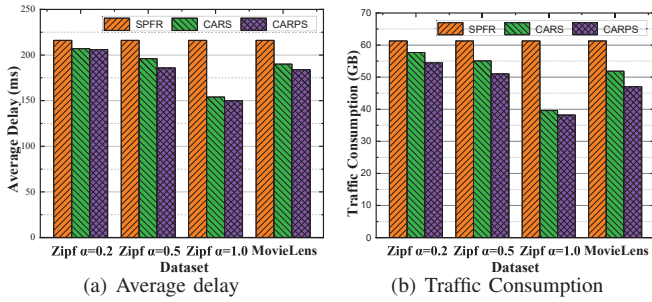 SPFR CARS CARPS
250
200
150
100
50
0
Average Delay (ms)
Zipf α=0.2 Zipf α=0.5 Zipf α=1.0 MovieLens
Dataset
(a) Average delay
SPFR CARS CARPS
70
60
50
40
30
20
10
0
Traffic Consumption (GB)
Zipf α=0.2 Zipf α=0.5 Zipf α=1.0 MovieLens
Dataset
(b) Traffic Consumption